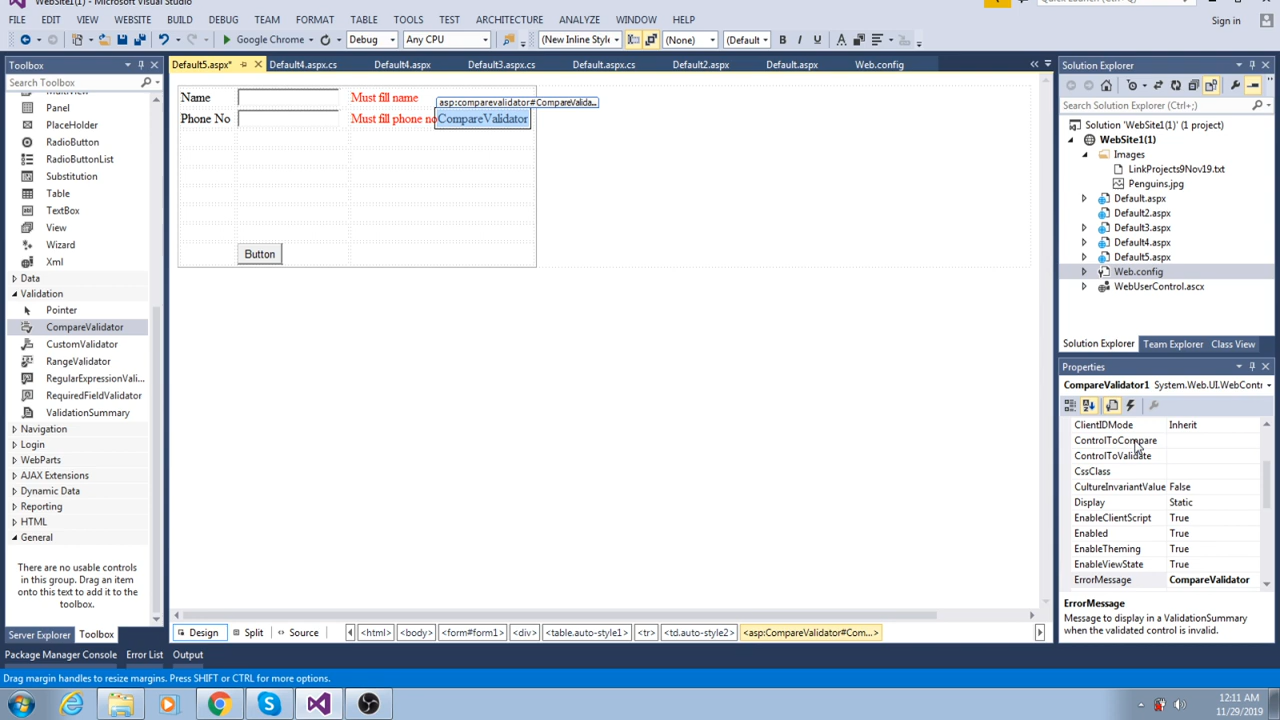 WebSite1(1) - Microsoft Visual Studio
Quick Launch (Ctrl+;)
FILE EDIT VIEW WEBSITE BUILD DEBUG TEAM FORMAT TABLE TOOLS TEST ARCHITECTURE ANALYZE WINDOW HELP
Sign in
Google Chrome Debug Any CPU (New Inline Style (None) (Default B I U A
Toolbox
Search Toolbox
Panel
PlaceHolder
RadioButton
RadioButtonList
Substitution
Table
TextBox
View
Wizard
Xml
Data
Validation
Pointer
CompareValidator
CustomValidator
RangeValidator
RegularExpressionVali...
RequiredFieldValidator
ValidationSummary
Navigation
Login
WebParts
AJAX Extensions
Dynamic Data
Reporting
HTML
General
There are no usable controls
in this group. Drag an item
onto this text to add it to the
toolbox.
Server Explorer Toolbox
Default5.aspx* Default4.aspx.cs Default4.aspx Default3.aspx.cs Default.aspx.cs Default2.aspx Default.aspx Web.config
Name Must fill name
asp:comparevalidator#CompareValida...
Phone No Must fill phone no CompareValidator
Button
Design Split Source <html> <body> <form#form1> <div> <table.auto-style1> <tr> <td.auto-style2> <asp:CompareValidator#Com...>
Solution Explorer
Search Solution Explorer (Ctrl+;)
Solution 'WebSite1(1)' (1 project)
WebSite1(1)
Images
LinkProjects9Nov19.txt
Penguins.jpg
Default.aspx
Default2.aspx
Default3.aspx
Default4.aspx
Default5.aspx
Web.config
WebUserControl.ascx
Solution Explorer Team Explorer Class View
Properties
CompareValidator1 System.Web.UI.WebContr
ClientIDMode Inherit
ControlToCompare
ControlToValidate
CssClass
CultureInvariantValue False
Display Static
EnableClientScript True
Enabled True
EnableTheming True
EnableViewState True
ErrorMessage CompareValidator
ErrorMessage
Message to display in a ValidationSummary
when the validated control is invalid.
Package Manager Console Error List Output
Drag margin handles to resize margins. Press SHIFT or CTRL for more options.
12:11 AM
11/29/2019